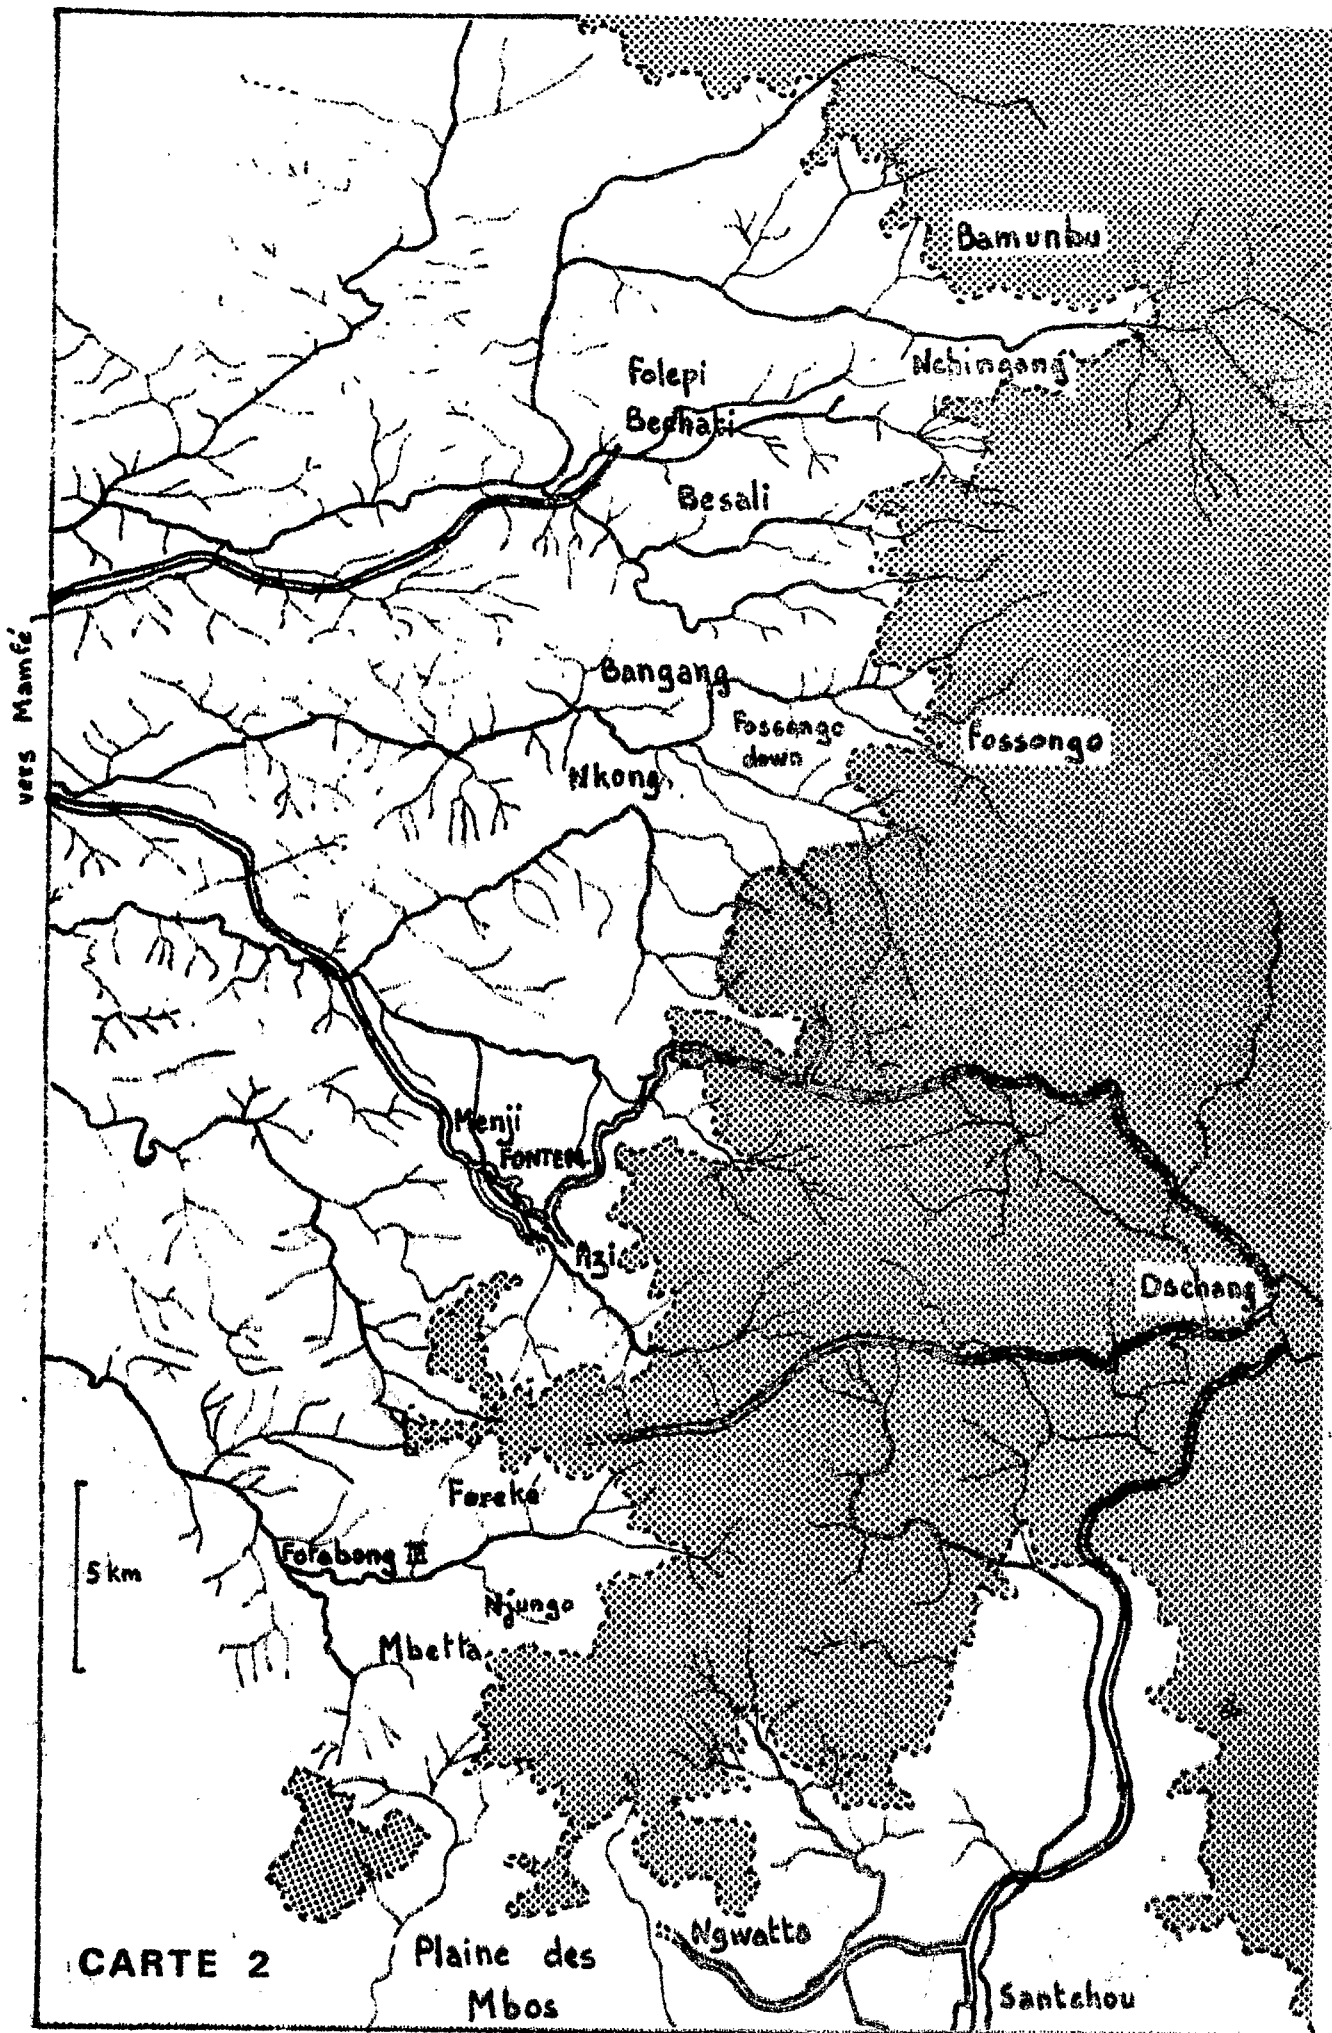 Bamunbu
Nchingang
Folepi
Bechati
Besali
vers Mamfé
Bangang
Fossongo
down
Fossongo
Nkong
Menji
FONTEM
Azi
Dschang
Foreke
Fotabong III
5 km
Njungo
Mbetta
Ngwatta
CARTE 2
Plaine des
Mbos
Santchou